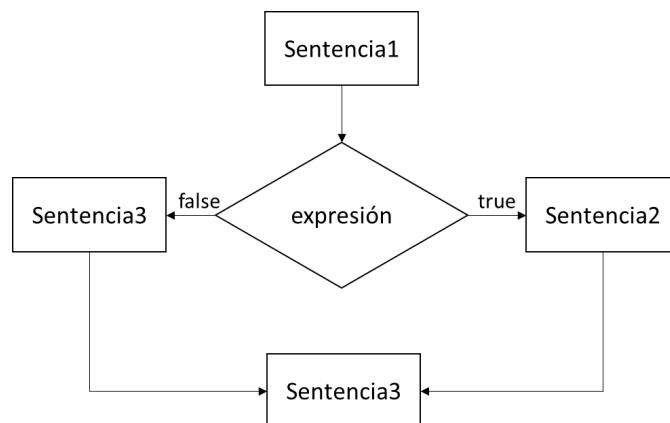 Sentencia1
false
true
Sentencia3
expresión
Sentencia2
Sentencia3